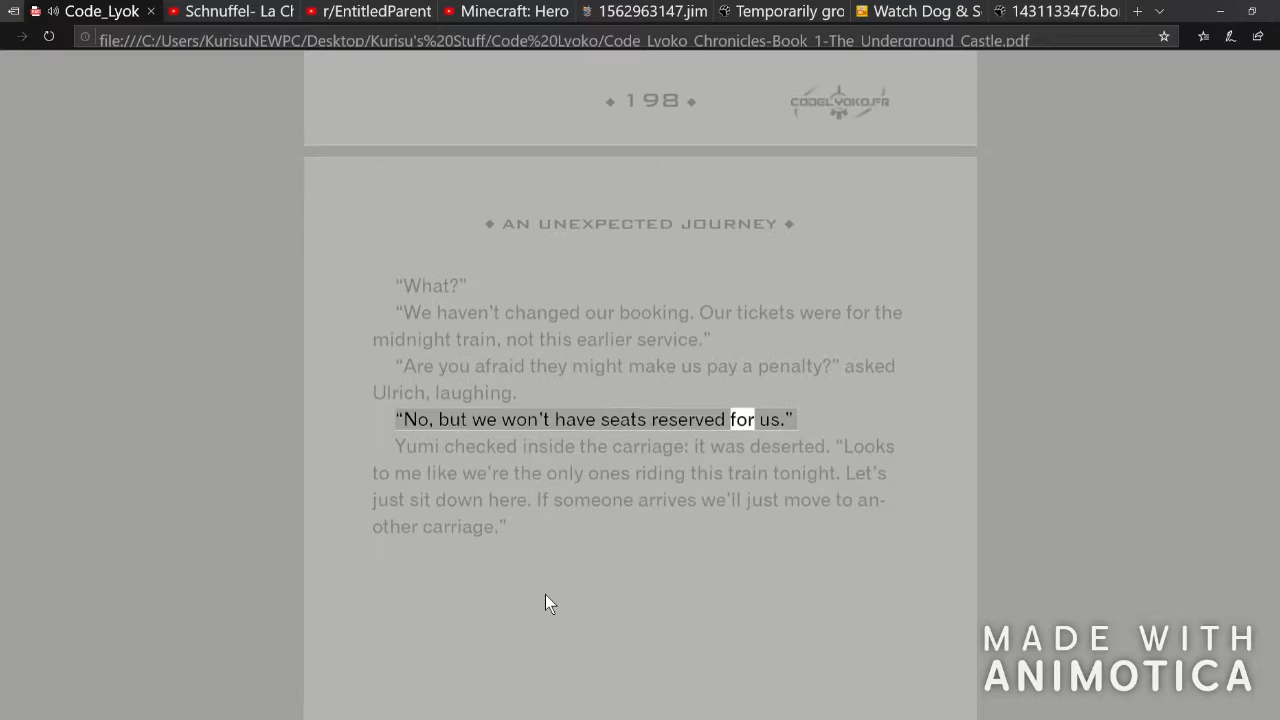 Code_Lyok
Schnuffel- La Ch
r/EntitledParent
Minecraft: Hero
1562963147.jim
Temporarily gro
Watch Dog & S
1431133476.bo
file:///C:/Users/KurisuNEWPC/Desktop/Kurisu's%20Stuff/Code%20Lyoko/Code_Lyoko_Chronicles-Book_1-The_Underground_Castle.pdf
◆ 198 ◆
CODELYOKO.FR
◆ AN UNEXPECTED JOURNEY ◆
“What?”
“We haven’t changed our booking. Our tickets were for the
midnight train, not this earlier service.”
“Are you afraid they might make us pay a penalty?” asked
Ulrich, laughing.
“No, but we won’t have seats reserved for us.”
Yumi checked inside the carriage: it was deserted. “Looks
to me like we’re the only ones riding this train tonight. Let’s
just sit down here. If someone arrives we’ll just move to an-
other carriage.”
MADE WITH
ANIMOTICA